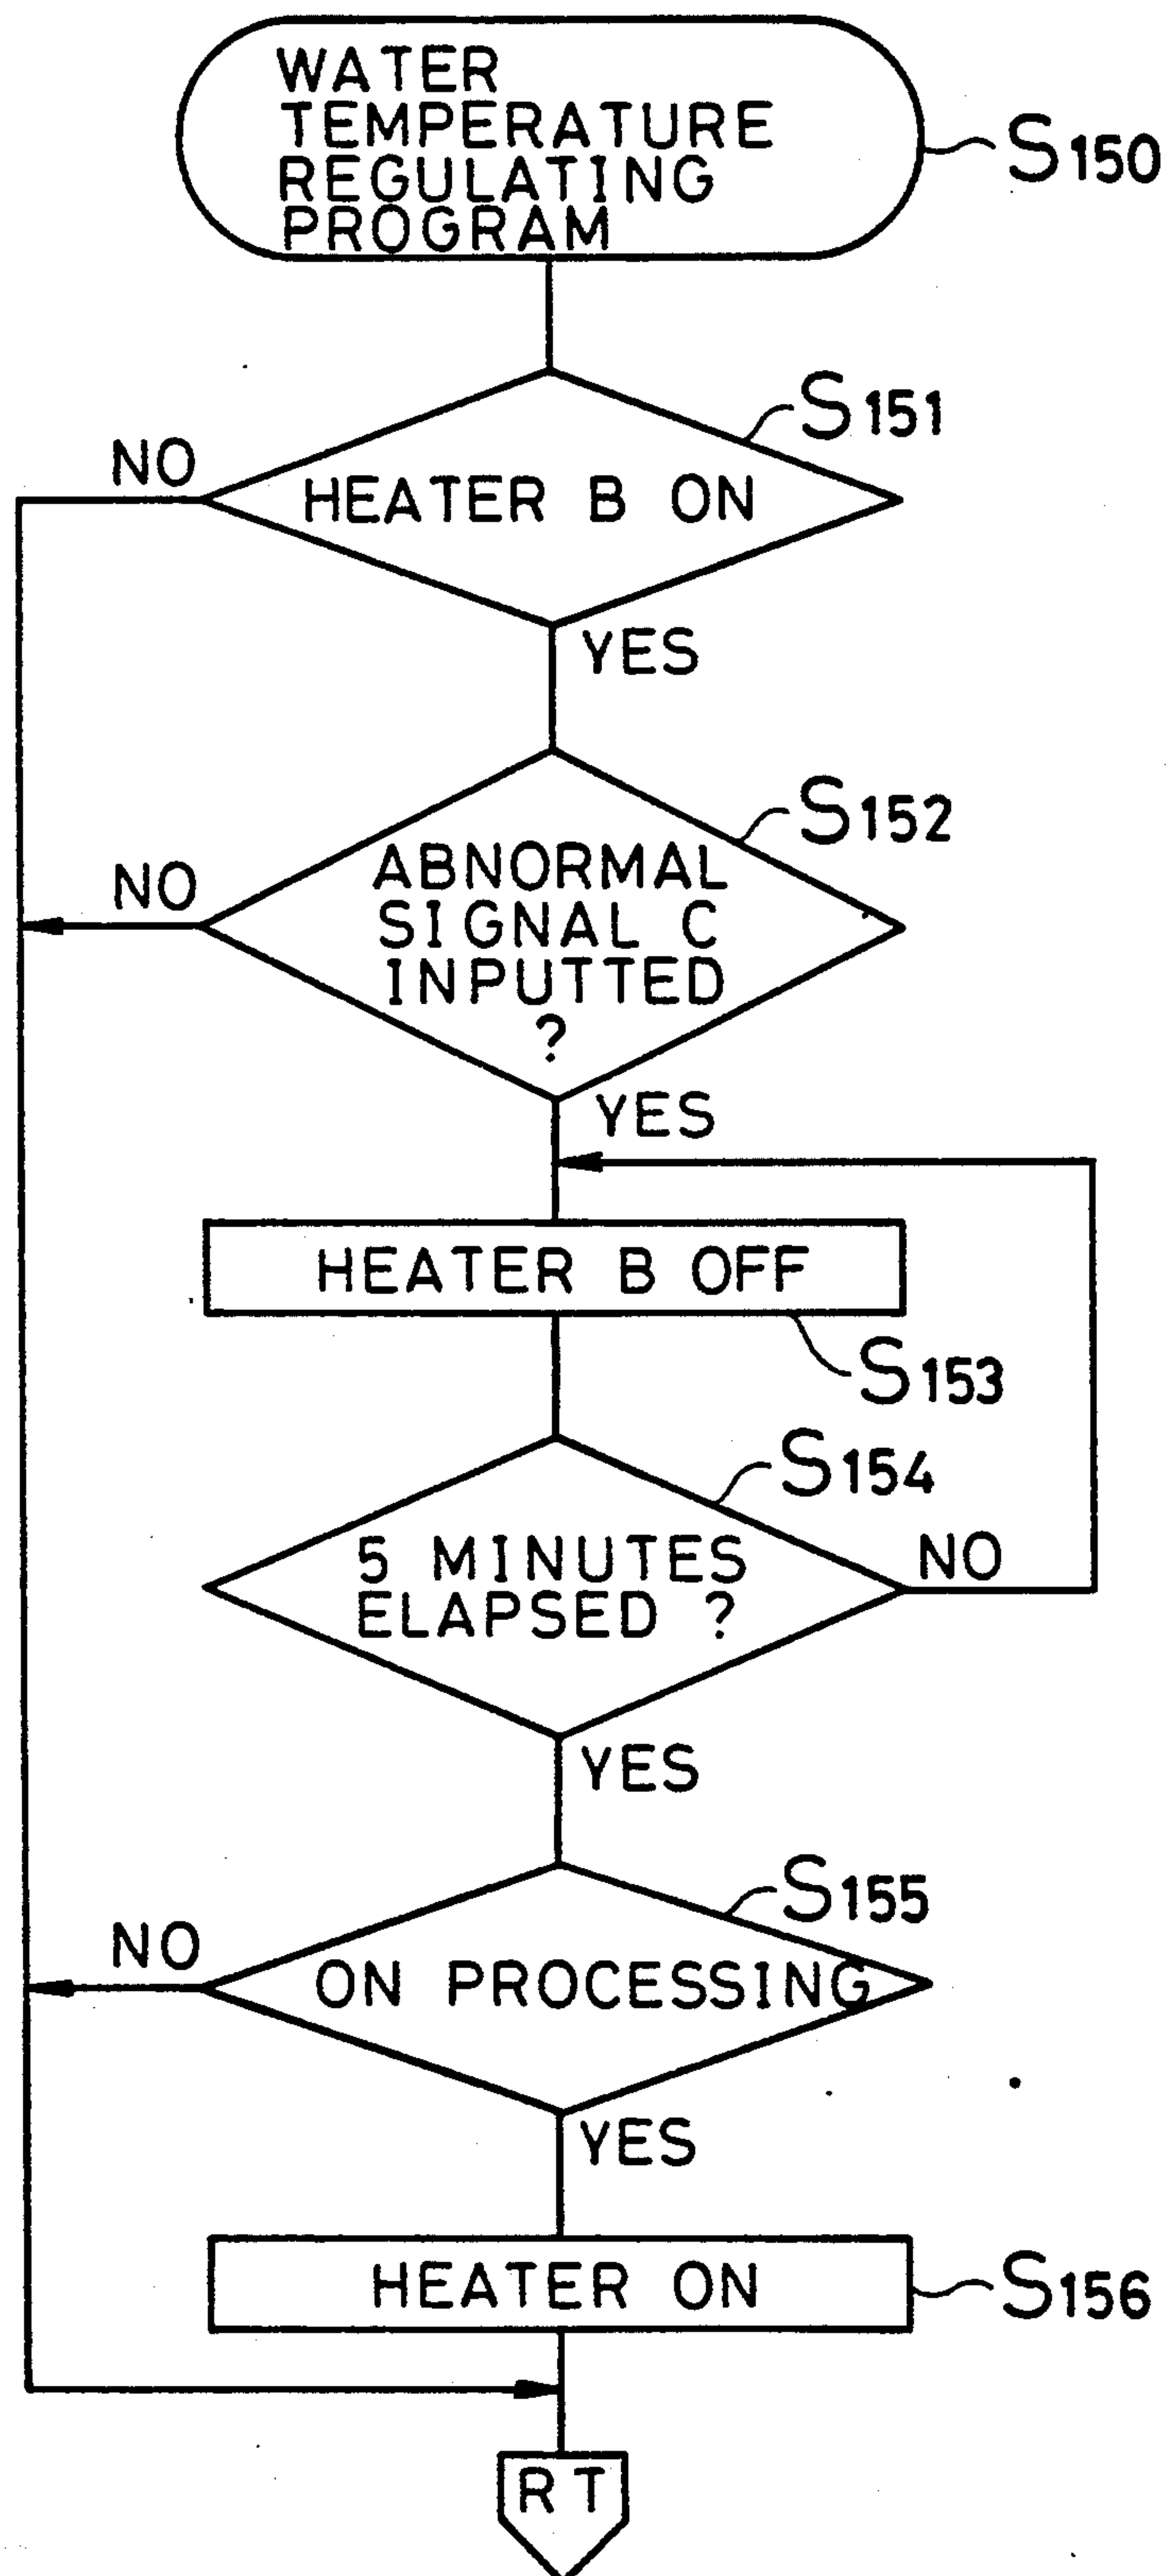 WATER
TEMPERATURE
REGULATING
PROGRAM
S150
S151
NO
HEATER B ON
YES
S152
NO
ABNORMAL
SIGNAL C
INPUTTED
?
YES
HEATER B OFF
S153
S154
5 MINUTES
ELAPSED ?
NO
YES
S155
NO
ON PROCESSING
YES
HEATER ON
S156
RT